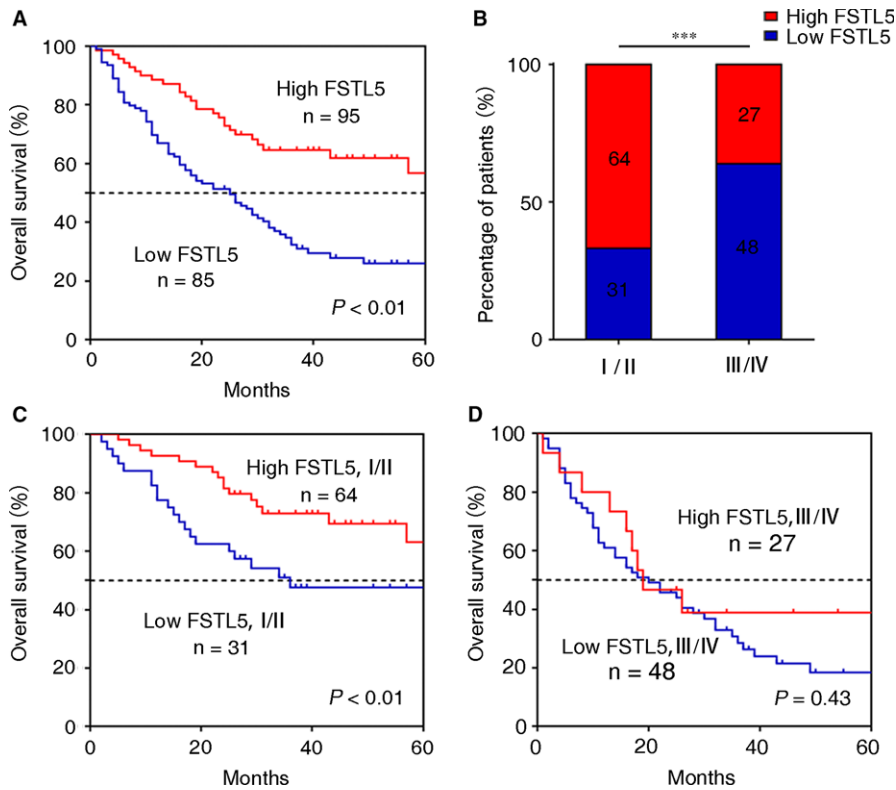 A
Overall survival (%)
100
80
60
40
20
0
High FSTL5
n = 95
Low FSTL5
n = 85
P < 0.01
0
20
40
60
Months
B
High FSTL5
Low FSTL5
***
Percentage of patients (%)
100
50
0
64
31
27
48
I / II
III/IV
C
Overall survival (%)
100
80
60
40
20
0
High FSTL5, I/II
n = 64
Low FSTL5, I/II
n = 31
P < 0.01
0
20
40
60
Months
D
Overall survival (%)
100
80
60
40
20
0
High FSTL5,III/IV
n = 27
Low FSTL5,III/IV
n = 48
P = 0.43
0
20
40
60
Months